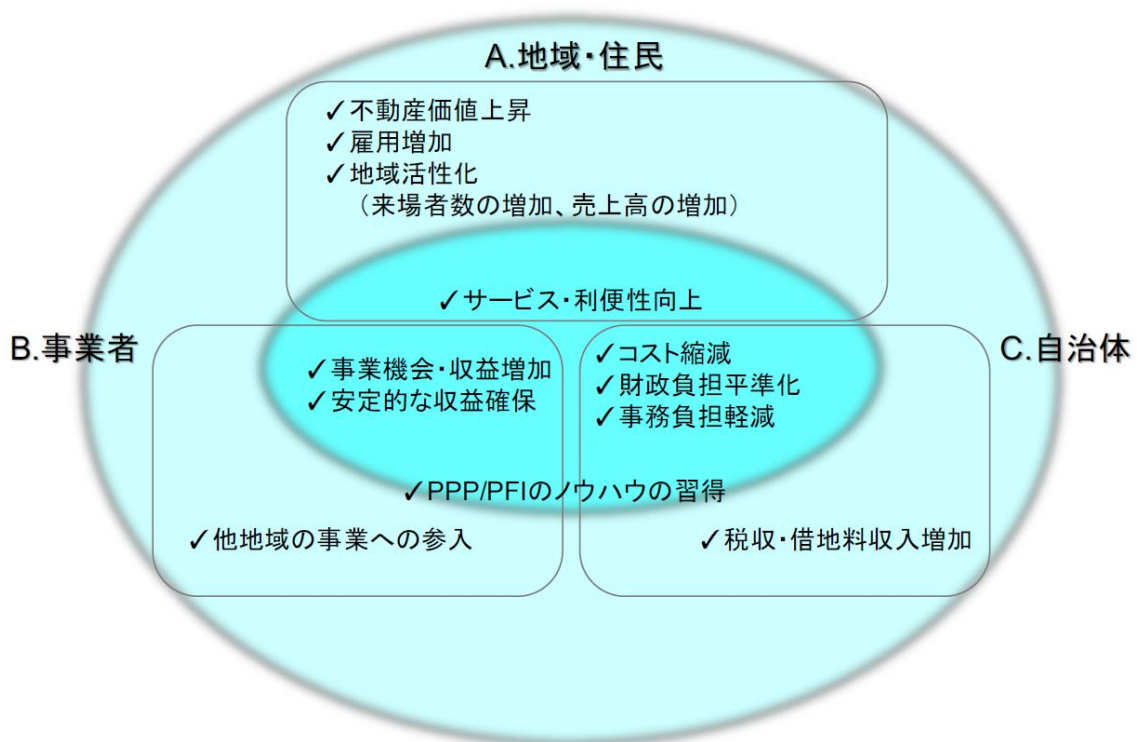 A.地域・住民
✓不動産価値上昇
✓雇用増加
✓地域活性化
（来場者数の増加、売上高の増加）
✓サービス・利便性向上
B.事業者
✓事業機会・収益増加
✓安定的な収益確保
C.自治体
✓コスト縮減
✓財政負担平準化
✓事務負担軽減
✓PPP/PFIのノウハウの習得
✓他地域の事業への参入
✓税収・借地料収入増加